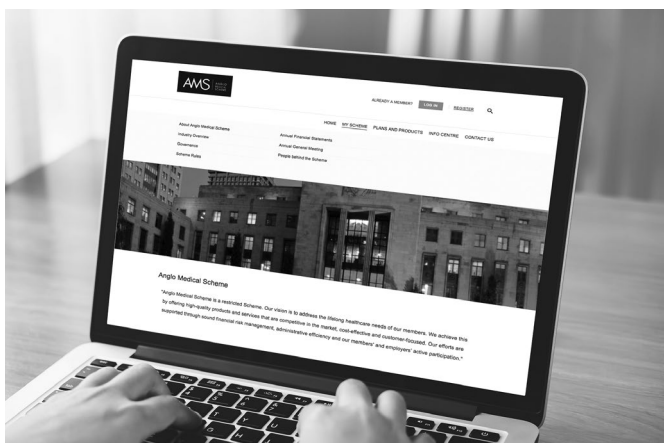 AMS
ALREADY A MEMBER? LOG IN REGISTER
HOME MY SCHEME PLANS AND PRODUCTS INFO CENTRE CONTACT US
About Anglo Medical Scheme
Industry Overview
Governance
Scheme Rules
Annual Financial Statements
Annual General Meeting
People behind the Scheme
Anglo Medical Scheme
"Anglo Medical Scheme is a restricted Scheme. Our vision is to address the lifelong healthcare needs of our members. We achieve this
by offering high-quality products and services that are competitive in the market, cost-effective and customer-focused. Our efforts are
supported through sound financial risk management, administrative efficiency and our members' and employers' active participation."